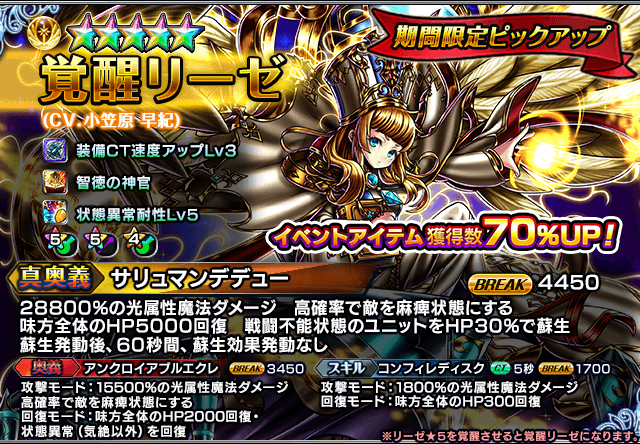 期間限定ピックアップ
覚醒リーゼ
(CV:小笠原 早紀)
装備CT速度アップLv3
智徳の神官
状態異常耐性Lv5
5 5 4
イベントアイテム獲得数70%UP!
真奥義 サリュマンデデュー BREAK 4450
28800%の光属性魔法ダメージ 高確率で敵を麻痺状態にする
味方全体のHP5000回復 戦闘不能状態のユニットをHP30%で蘇生
蘇生発動後、60秒間、蘇生効果発動なし
奥義 アンクロイアブルエクレ BREAK 3450
攻撃モード:15500%の光属性魔法ダメージ
高確率で敵を麻痺状態にする
回復モード:味方全体のHP2000回復・
状態異常(気絶以外)を回復
スキル コンフィレディスク CT 5秒 BREAK 1700
攻撃モード:1800%の光属性魔法ダメージ
回復モード:味方全体のHP300回復
※リーゼ★5を覚醒させると覚醒リーゼになります。